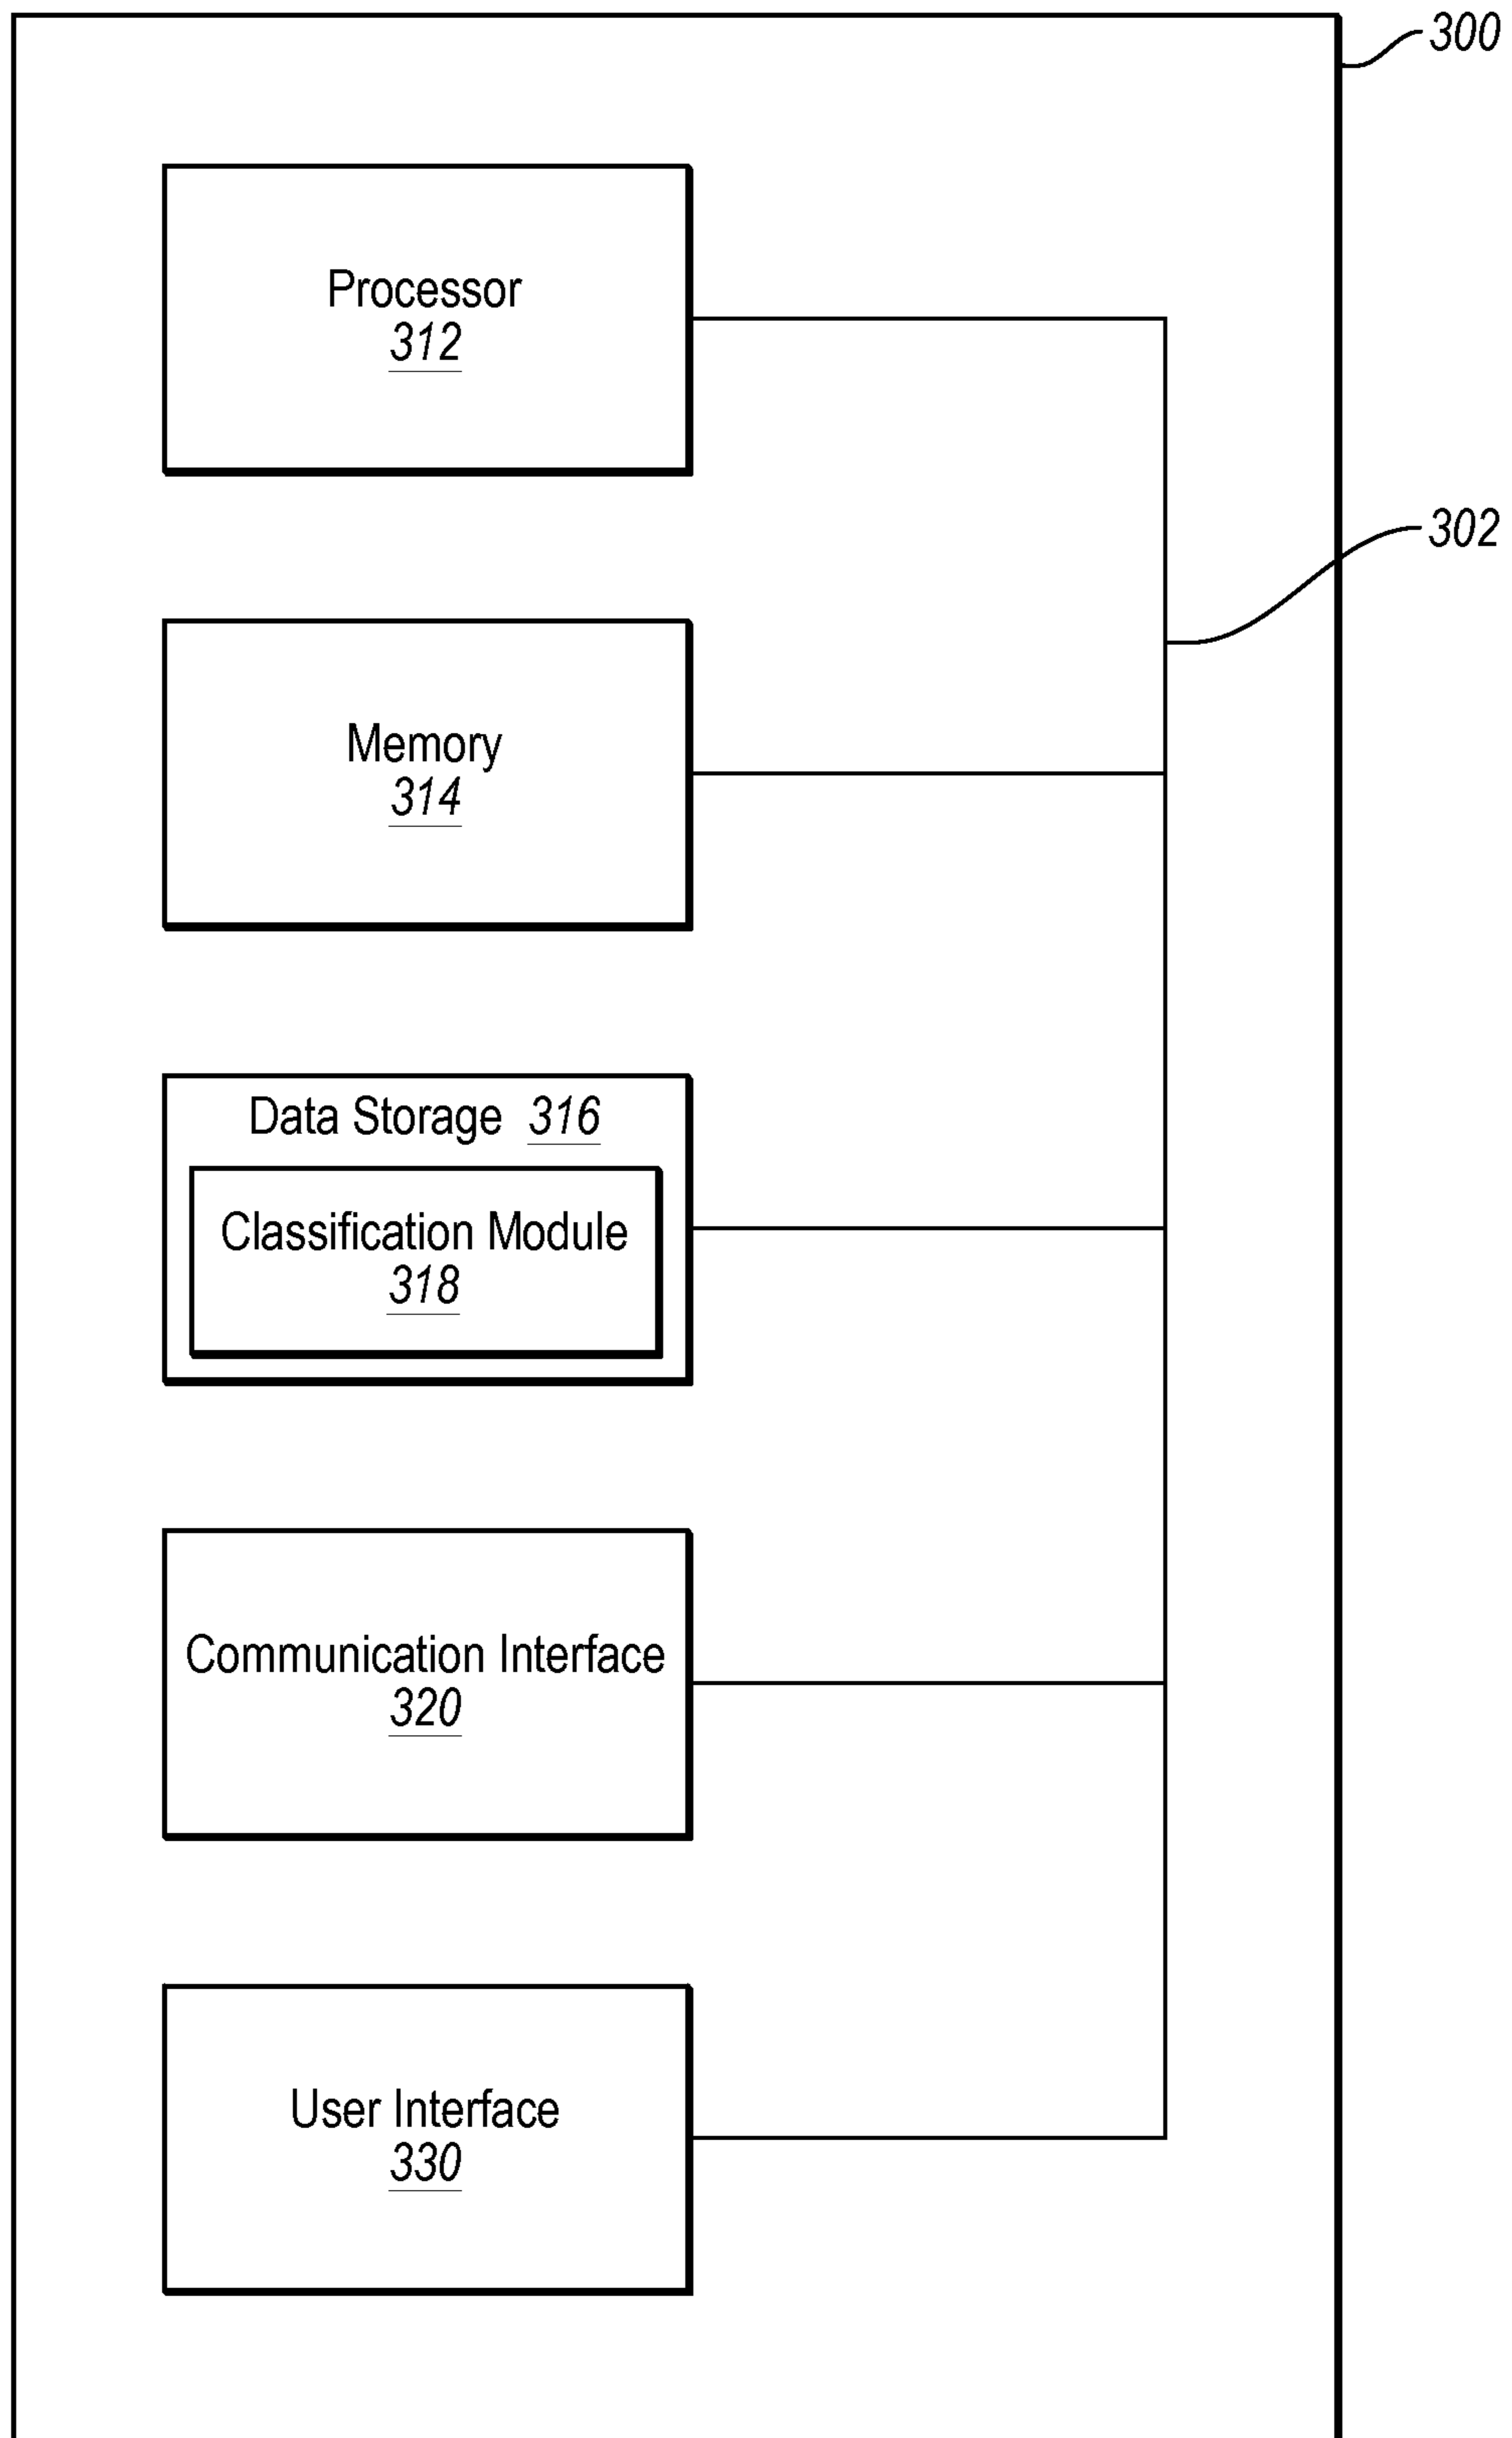 300
Processor
312
302
Memory
314
Data Storage 316
Classification Module
318
Communication Interface
320
User Interface
330